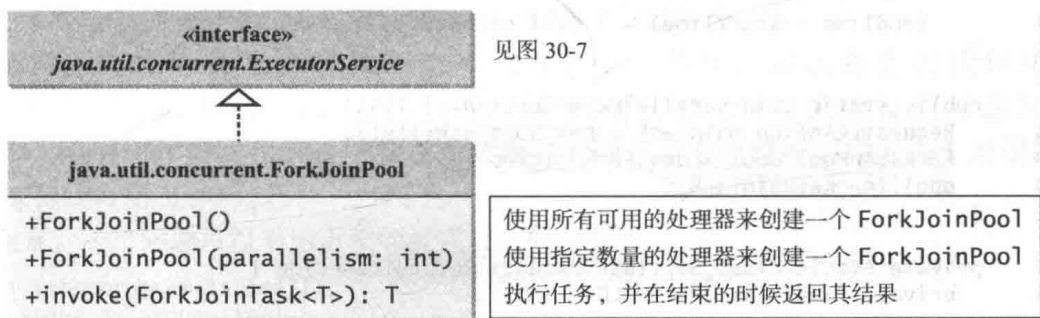 «interface»
java.util.concurrent.ExecutorService
见图 30-7
java.util.concurrent.ForkJoinPool
+ForkJoinPool()
+ForkJoinPool(parallelism: int)
+invoke(ForkJoinTask<T>): T
使用所有可用的处理器来创建一个 ForkJoinPool
使用指定数量的处理器来创建一个 ForkJoinPool
执行任务，并在结束的时候返回其结果